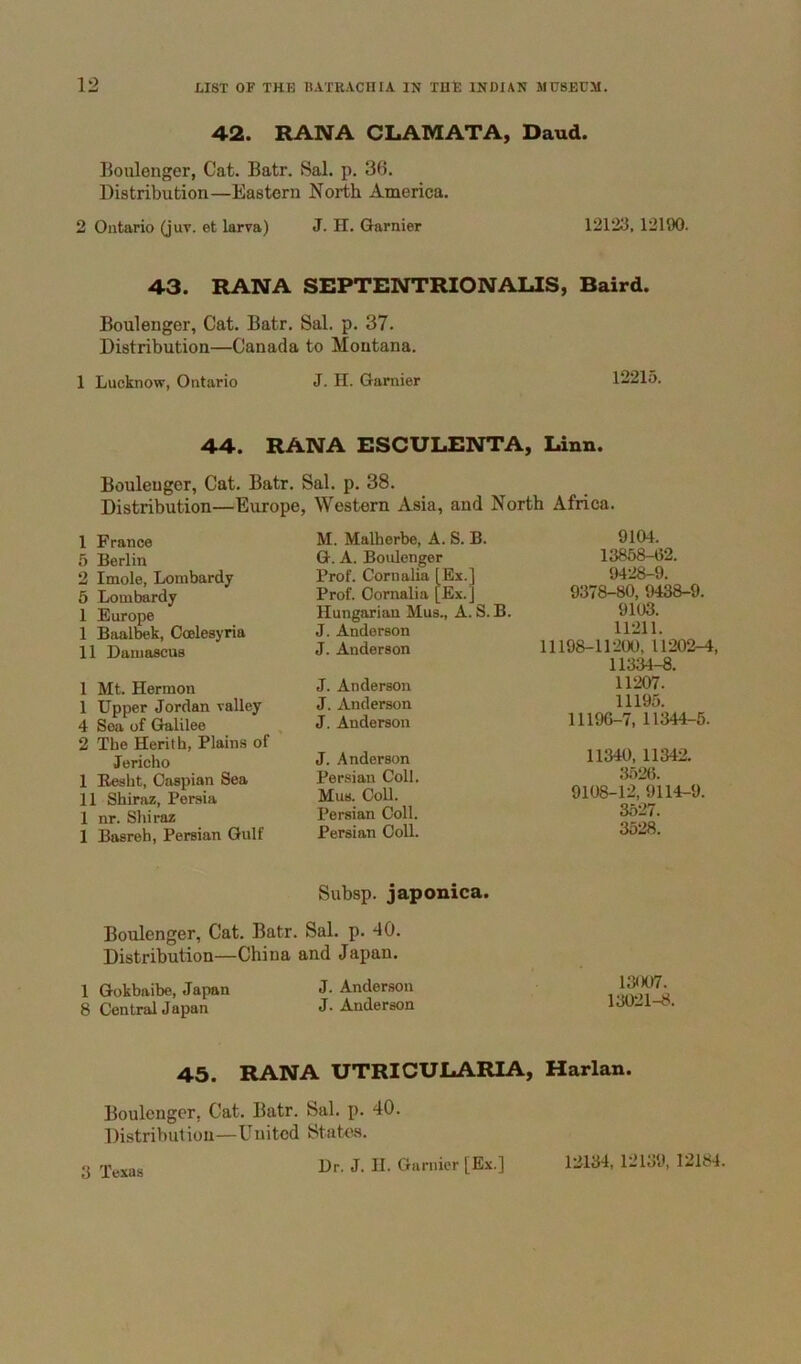 12 LIST OF THE BATRACHIA IN THE INDIAN MUSEUM.
42. RANA CLAMATA, Daud.
Boulenger, Cat. Batr. Sal. p. 36.
Distribution—Eastern North America.
2 Ontario (juv. et larva) J. H. Garnier 12123, 12190.
43. RANA SEPTENTRIONALIS, Baird.
Boulenger, Cat. Batr. Sal. p. 37.
Distribution—Canada to Montana.
1 Lucknow, Ontario J. H. Garnier 12215.
44. RANA ESCULENTA, Linn.
Boulenger, Cat. Batr. Sal. p. 38.
Distribution—Europe, Western Asia, and North Africa.
1 France M. Malherbe, A. S. B. 9104.
5 Berlin G. A. Boulenger 13858-62.
2 Imole, Lombardy Prof. Cornalia [Ex.] 9428-9.
5 Lombardy Prof. Cornalia [Ex.] 9378-80, 9438-9.
1 Europe Hungarian Mus., A. S. B. 9103.
1 Baalbek, Cœlesyria J. Anderson 11211.
11 Damascus J. Anderson 11198-11200, 11202-4,
11334-8.
1 Mt. Hermon J. Anderson 11207.
1 Upper Jordan valley J. Anderson 11195.
4 Sea of Galilee J. Anderson 11196-7, 11344-5.
2 The Herith, Plains of
Jericho J. Anderson 11340, 11342.
1 Resht, Caspian Sea Persian Coll. 3526.
11 Shiraz, Persia Mus. Coll. 9108-12, 9114-9.
1 nr. Shiraz Persian Coll. 3527.
1 Basreh, Persian Gulf Persian Coll. 3528.
Subsp. japonica.
Boulenger, Cat. Batr. Sal. p. 40.
Distribution—China and Japan.
1 Gokbaibe, Japan J. Anderson 13007.
8 Central Japan J. Anderson 13021-8.
45. RANA UTRICULARIA, Harlan.
Boulenger, Cat. Batr. Sal. p. 40.
Distribution—United States.
3 Texas Dr. J. H. Garnier [Ex.] 12134, 12139, 12184.